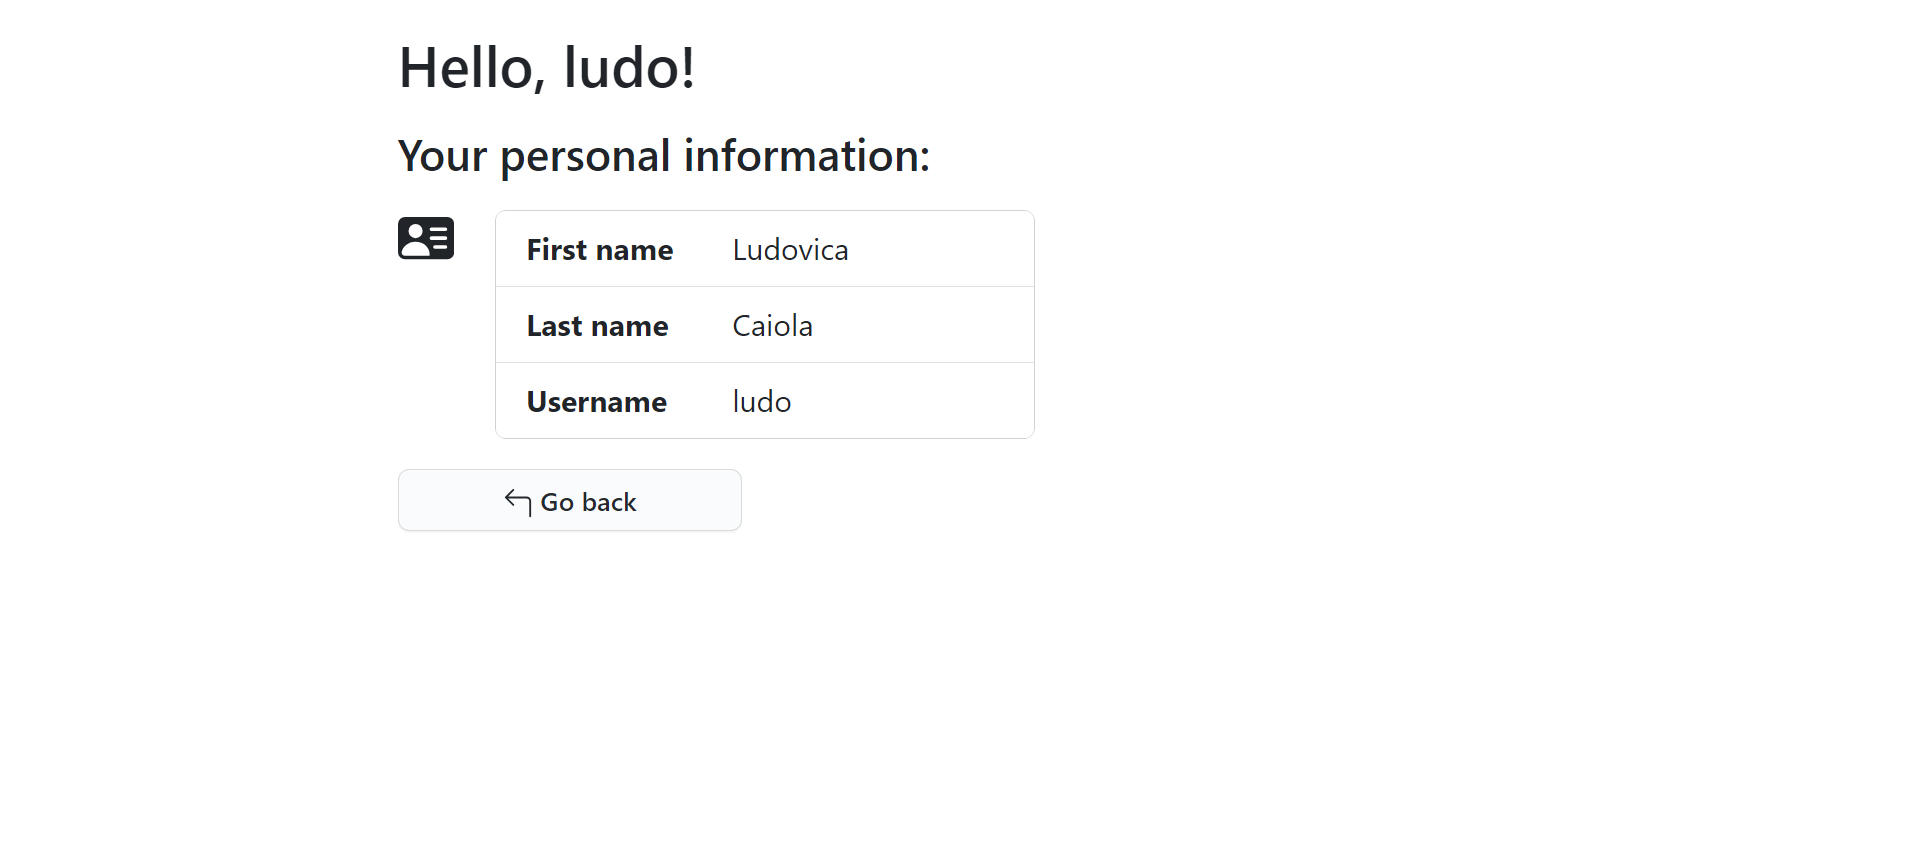 Hello, ludo!
Your personal information:
First name Ludovica
Last name Caiola
Username ludo
Go back